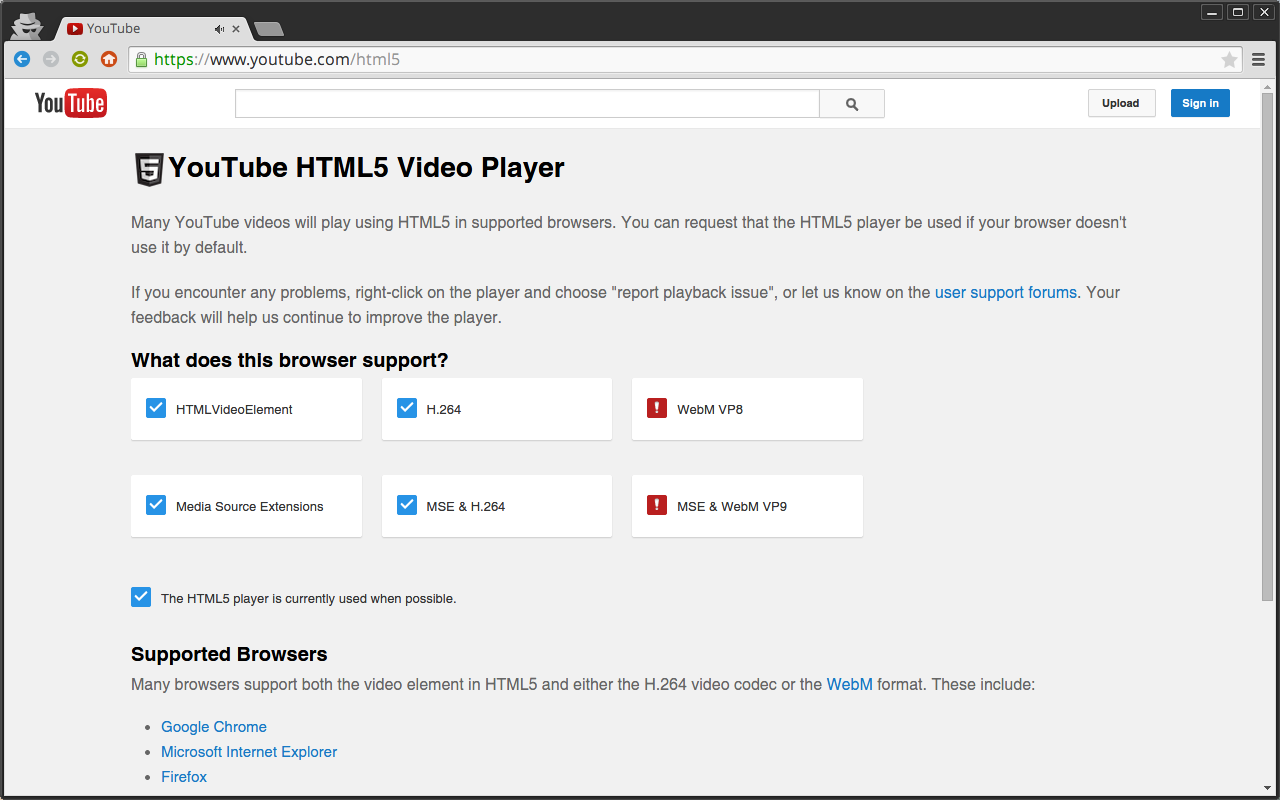 YouTube
https://www.youtube.com/html5
YouTube
Upload
Sign in
5
YouTube HTML5 Video Player
Many YouTube videos will play using HTML5 in supported browsers. You can request that the HTML5 player be used if your browser doesn't
use it by default.
If you encounter any problems, right-click on the player and choose "report playback issue", or let us know on the user support forums. Your
feedback will help us continue to improve the player.
What does this browser support?
HTMLVideoElement
H.264
! WebM VP8
Media Source Extensions
MSE & H.264
! MSE & WebM VP9
The HTML5 player is currently used when possible.
Supported Browsers
Many browsers support both the video element in HTML5 and either the H.264 video codec or the WebM format. These include:
• Google Chrome
• Microsoft Internet Explorer
• Firefox